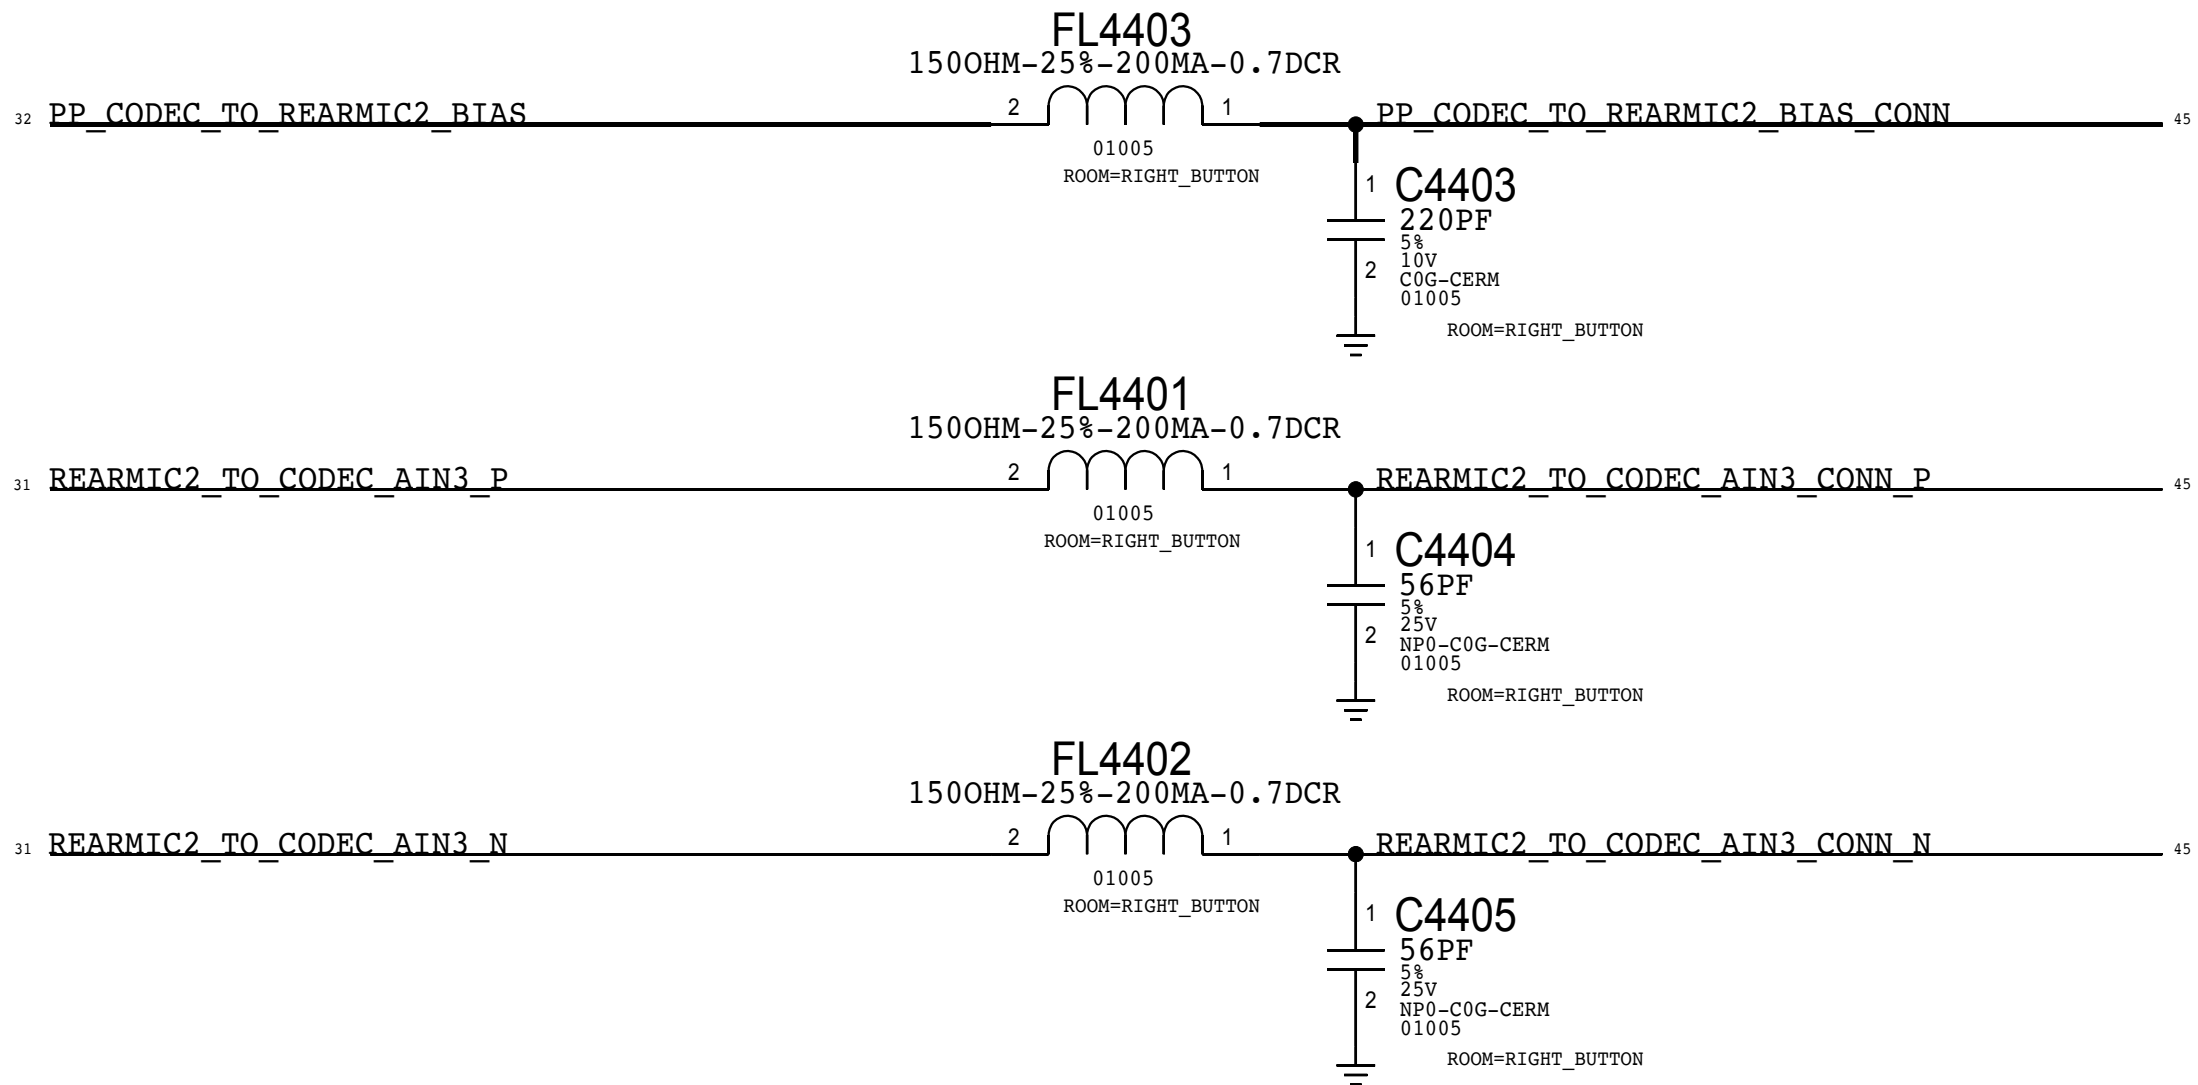 FL4403
150OHM-25%-200MA-0.7DCR
32 PP_CODEC_TO_REARMIC2_BIAS 2 1 PP_CODEC_TO_REARMIC2_BIAS_CONN 45
01005
ROOM=RIGHT_BUTTON
1 C4403
220PF
5%
10V
2 C0G-CERM
01005
ROOM=RIGHT_BUTTON
FL4401
150OHM-25%-200MA-0.7DCR
31 REARMIC2_TO_CODEC_AIN3_P 2 1 REARMIC2_TO_CODEC_AIN3_CONN_P 45
01005
ROOM=RIGHT_BUTTON
1 C4404
56PF
5%
25V
2 NP0-C0G-CERM
01005
ROOM=RIGHT_BUTTON
FL4402
150OHM-25%-200MA-0.7DCR
31 REARMIC2_TO_CODEC_AIN3_N 2 1 REARMIC2_TO_CODEC_AIN3_CONN_N 45
01005
ROOM=RIGHT_BUTTON
1 C4405
56PF
5%
25V
2 NP0-C0G-CERM
01005
ROOM=RIGHT_BUTTON